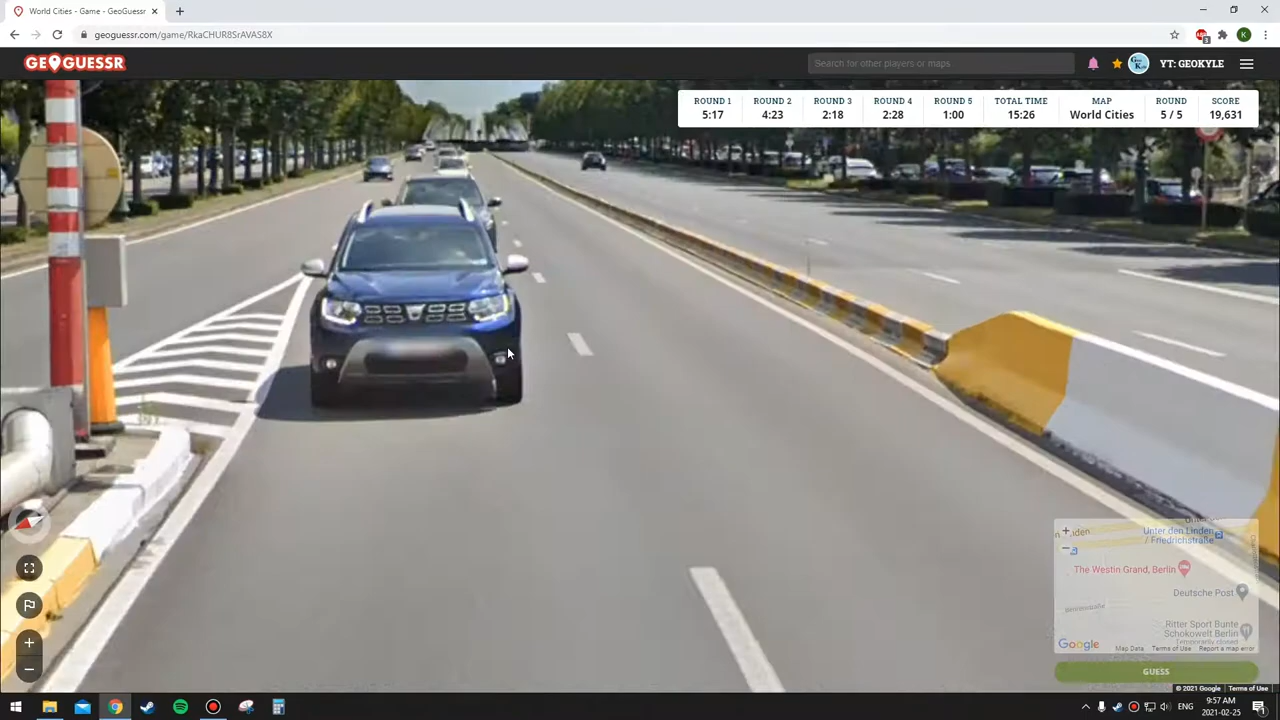 World Cities - Game - GeoGuessr
geoguessr.com/game/RkaCHUR8SrAVAS8X
GEOGUESSR
Search for other players or maps
YT: GEOKYLE
ROUND 1 ROUND 2 ROUND 3 ROUND 4 ROUND 5 TOTAL TIME MAP ROUND SCORE
5:17 4:23 2:18 2:28 1:00 15:26 World Cities 5 / 5 19,631
Unter den Linden
/ Friedrichstraße
The Westin Grand, Berlin
Deutsche Post
Behrenstraße
Ritter Sport Bunte
Schokowelt Berlin
Temporarily closed
Google
Map Data Terms of Use Report a map error
GUESS
© 2021 Google Terms of Use
ENG
9:57 AM
2021-02-25